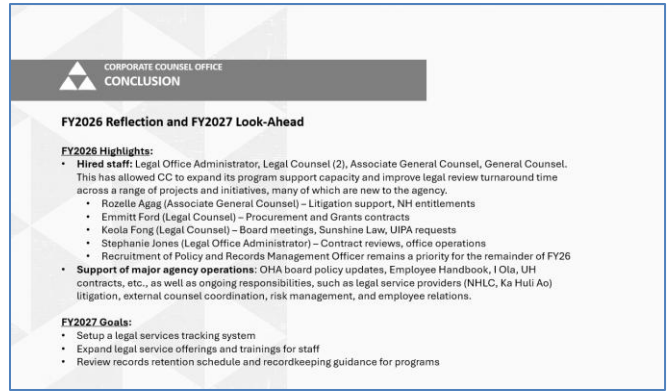 CORPORATE COUNSEL OFFICE
CONCLUSION
FY2026 Reflection and FY2027 Look-Ahead
FY2026 Highlights:
• Hired staff: Legal Office Administrator, Legal Counsel (2), Associate General Counsel, General Counsel.
This has allowed CC to expand its program support capacity and improve legal review turnaround time
across a range of projects and initiatives, many of which are new to the agency.
• Rozelle Agag (Associate General Counsel) – Litigation support, NH entitlements
• Emmitt Ford (Legal Counsel) – Procurement and Grants contracts
• Keola Fong (Legal Counsel) – Board meetings, Sunshine Law, UIPA requests
• Stephanie Jones (Legal Office Administrator) – Contract reviews, office operations
• Recruitment of Policy and Records Management Officer remains a priority for the remainder of FY26
• Support of major agency operations: OHA board policy updates, Employee Handbook, I Ola, UH
contracts, etc., as well as ongoing responsibilities, such as legal service providers (NHLC, Ka Huli Ao)
litigation, external counsel coordination, risk management, and employee relations.
FY2027 Goals:
• Setup a legal services tracking system
• Expand legal service offerings and trainings for staff
• Review records retention schedule and recordkeeping guidance for programs